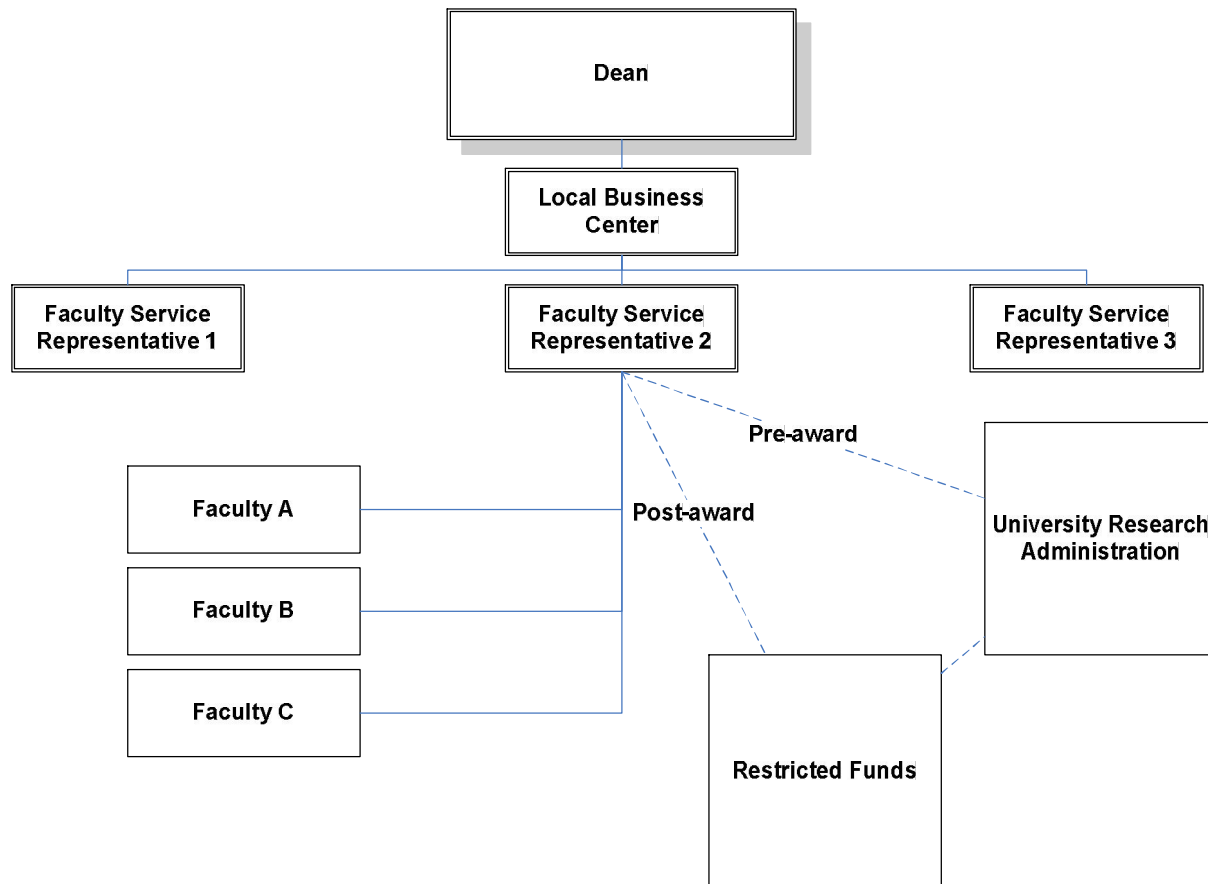 Dean
Local Business
Center
Faculty Service
Representative 1
Faculty Service
Representative 2
Faculty Service
Representative 3
Pre-award
Faculty A
Post-award
University Research
Administration
Faculty B
Faculty C
Restricted Funds